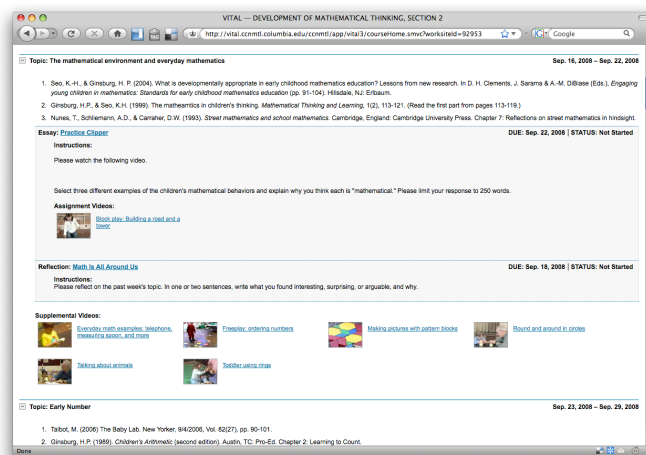 VITAL — DEVELOPMENT OF MATHEMATICAL THINKING, SECTION 2
http://vital.ccnmtl.columbia.edu/ccnmtl/app/vital3/courseHome.smvc?worksiteId=92953
Google
Topic: The mathematical environment and everyday mathematics Sep. 16, 2008 – Sep. 22, 2008
1. Seo, K.-H., & Ginsburg, H. P. (2004). What is developmentally appropriate in early childhood mathematics education? Lessons from new research. In D. H. Clements, J. Sarama & A.-M. DiBiase (Eds.), Engaging
young children in mathematics: Standards for early childhood mathematics education (pp. 91-104). Hillsdale, NJ: Erlbaum.
2. Ginsburg, H.P., & Seo, K.H. (1999). The matheamtics in children's thinking. Mathematical Thinking and Learning, 1(2), 113-121. (Read the first part from pages 113-119.)
3. Nunes, T., Schliemann, A.D., & Carraher, D.W. (1993). Street mathematics and school mathematics. Cambridge, England: Cambridge University Press. Chapter 7: Reflections on street mathematics in hindsight.
Essay: Practice Clipper DUE: Sep. 22, 2008 | STATUS: Not Started
Instructions:
Please watch the following video.
Select three different examples of the children's mathematical behaviors and explain why you think each is "mathematical." Please limit your response to 250 words.
Assignment Videos:
Block play: Building a road and a
tower
Reflection: Math Is All Around Us DUE: Sep. 18, 2008 | STATUS: Not Started
Instructions:
Please reflect on the past week's topic. In one or two sentences, write what you found interesting, surprising, or arguable, and why.
Supplemental Videos:
Everyday math examples: telephone, Freeplay: ordering numbers Making pictures with pattern blocks Round and around in circles
measuring spoon, and more
Talking about animals Toddler using rings
Topic: Early Number Sep. 23, 2008 – Sep. 29, 2008
1. Talbot, M. (2006) The Baby Lab. New Yorker, 9/4/2006, Vol. 82(27), pp. 90-101.
2. Ginsburg, H.P. (1989). Children's Arithmetic (second edition). Austin, TX: Pro-Ed. Chapter 2: Learning to Count.
Done